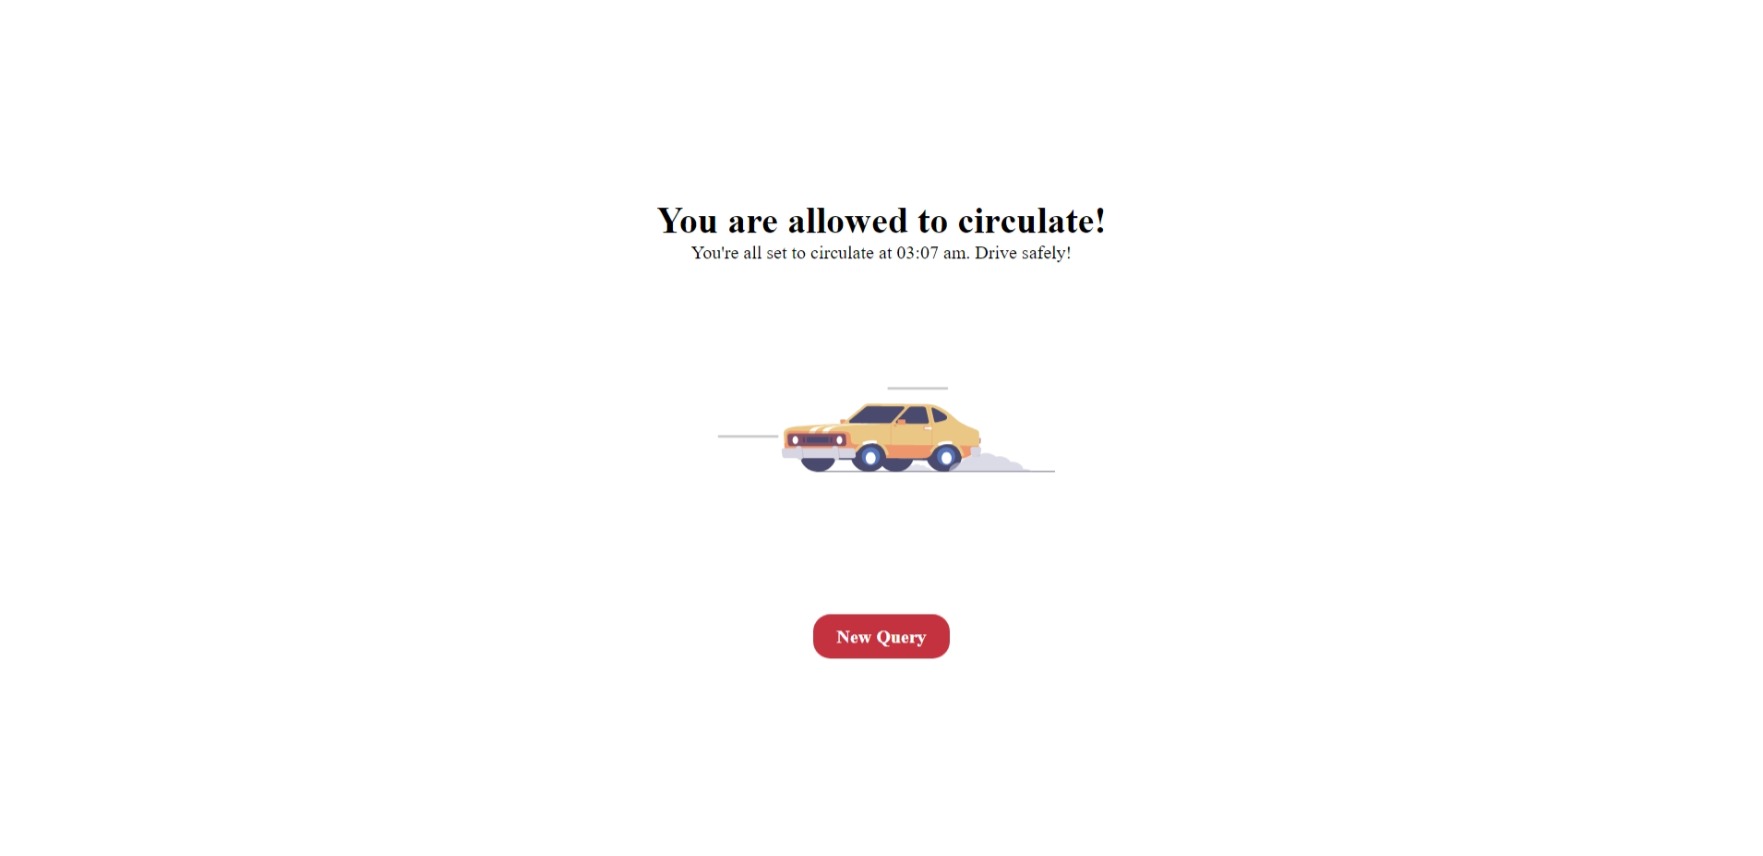 You are allowed to circulate!
You're all set to circulate at 03:07 am. Drive safely!
New Query